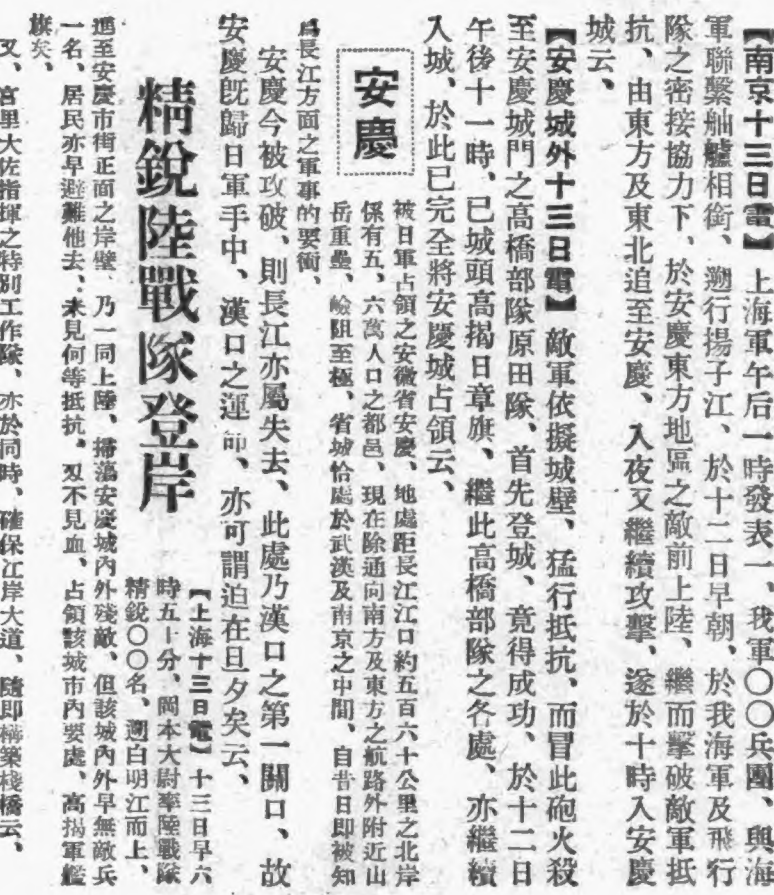 【南京十三日電】上海軍午后一時發表一、我軍〇〇兵團、與海
軍聯繫舳艫相銜、遡行揚子江、於十二日早朝、於我海軍及飛行
隊之密接協力下、於安慶東方地區之敵前上陸、繼而擊破敵軍抵
抗、由東方及東北追至安慶、入夜又繼續攻擊、遂於十時入安慶
城云、
【安慶城外十三日電】敵軍依擬城壁、猛行抵抗、而冒此砲火殺
至安慶城門之高橋部隊原田隊、首先登城、竟得成功、於十二日
午後十一時、已城頭高揭日章旗、繼此高橋部隊之各處、亦繼續
入城、於此已完全將安慶城占領云、
安慶
被日軍占領之安徽省安慶、地處距長江江口約五百六十公里之北岸
係有五、六萬人口之都邑、現在除通向南方及東方之航路外附近山
岳重疊、嶮阻至極、省城恰處於武漢及南京之中間、自昔日即被知
爲長江方面之軍事的要衝、
安慶今被攻破、則長江亦屬失去、此處乃漢口之第一關口、故
安慶既歸日軍手中、漢口之運命、亦可謂迫在旦夕矣云、
精銳陸戰隊登岸
【上海十三日電】十三日早六
時五十分、岡本大尉率陸戰隊
精銳〇〇名、遡白明江而上、
進至安慶市街正面之岸壁、乃一同上陸、掃蕩安慶城內外殘敵、但該城內外早無敵兵
一名、居民亦早避難他去、未見何等抵抗、刃不見血、占領該城市內要處、高揭軍艦
旗矣、
又、宮里大佐指揮之特別工作隊、亦於同時、確保江岸大道、隨即構築棧橋云、